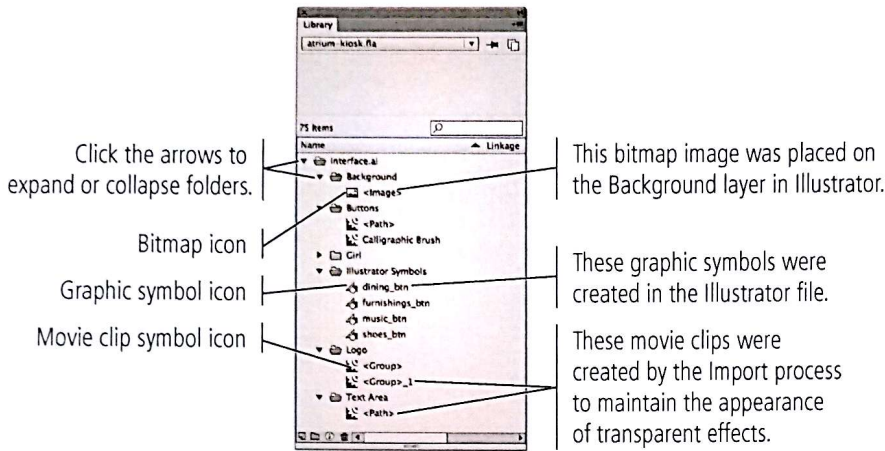 Library
atrium-kiosk.fla
75 items
Name
Linkage
Interface.ai
Background
<Image>
Buttons
<Path>
Calligraphic Brush
Girl
Illustrator Symbols
dining_btn
furnishings_btn
music_btn
shoes_btn
Logo
<Group>
<Group>_1
Text Area
<Path>
Click the arrows to
expand or collapse folders.
Bitmap icon
Graphic symbol icon
Movie clip symbol icon
This bitmap image was placed on
the Background layer in Illustrator.
These graphic symbols were
created in the Illustrator file.
These movie clips were
created by the Import process
to maintain the appearance
of transparent effects.